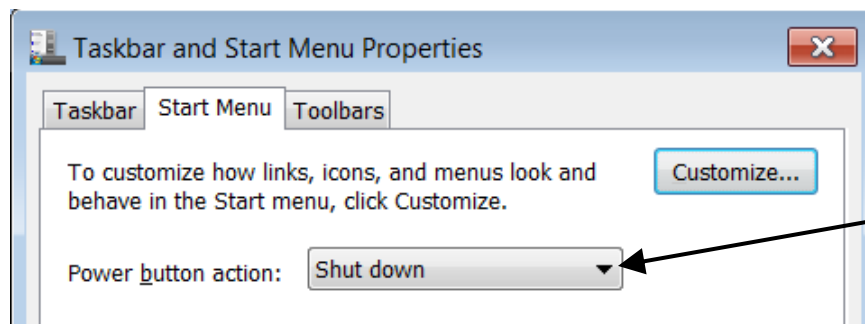 Taskbar and Start Menu Properties
Taskbar Start Menu Toolbars
To customize how links, icons, and menus look and
behave in the Start menu, click Customize.
Customize...
Power button action: Shut down